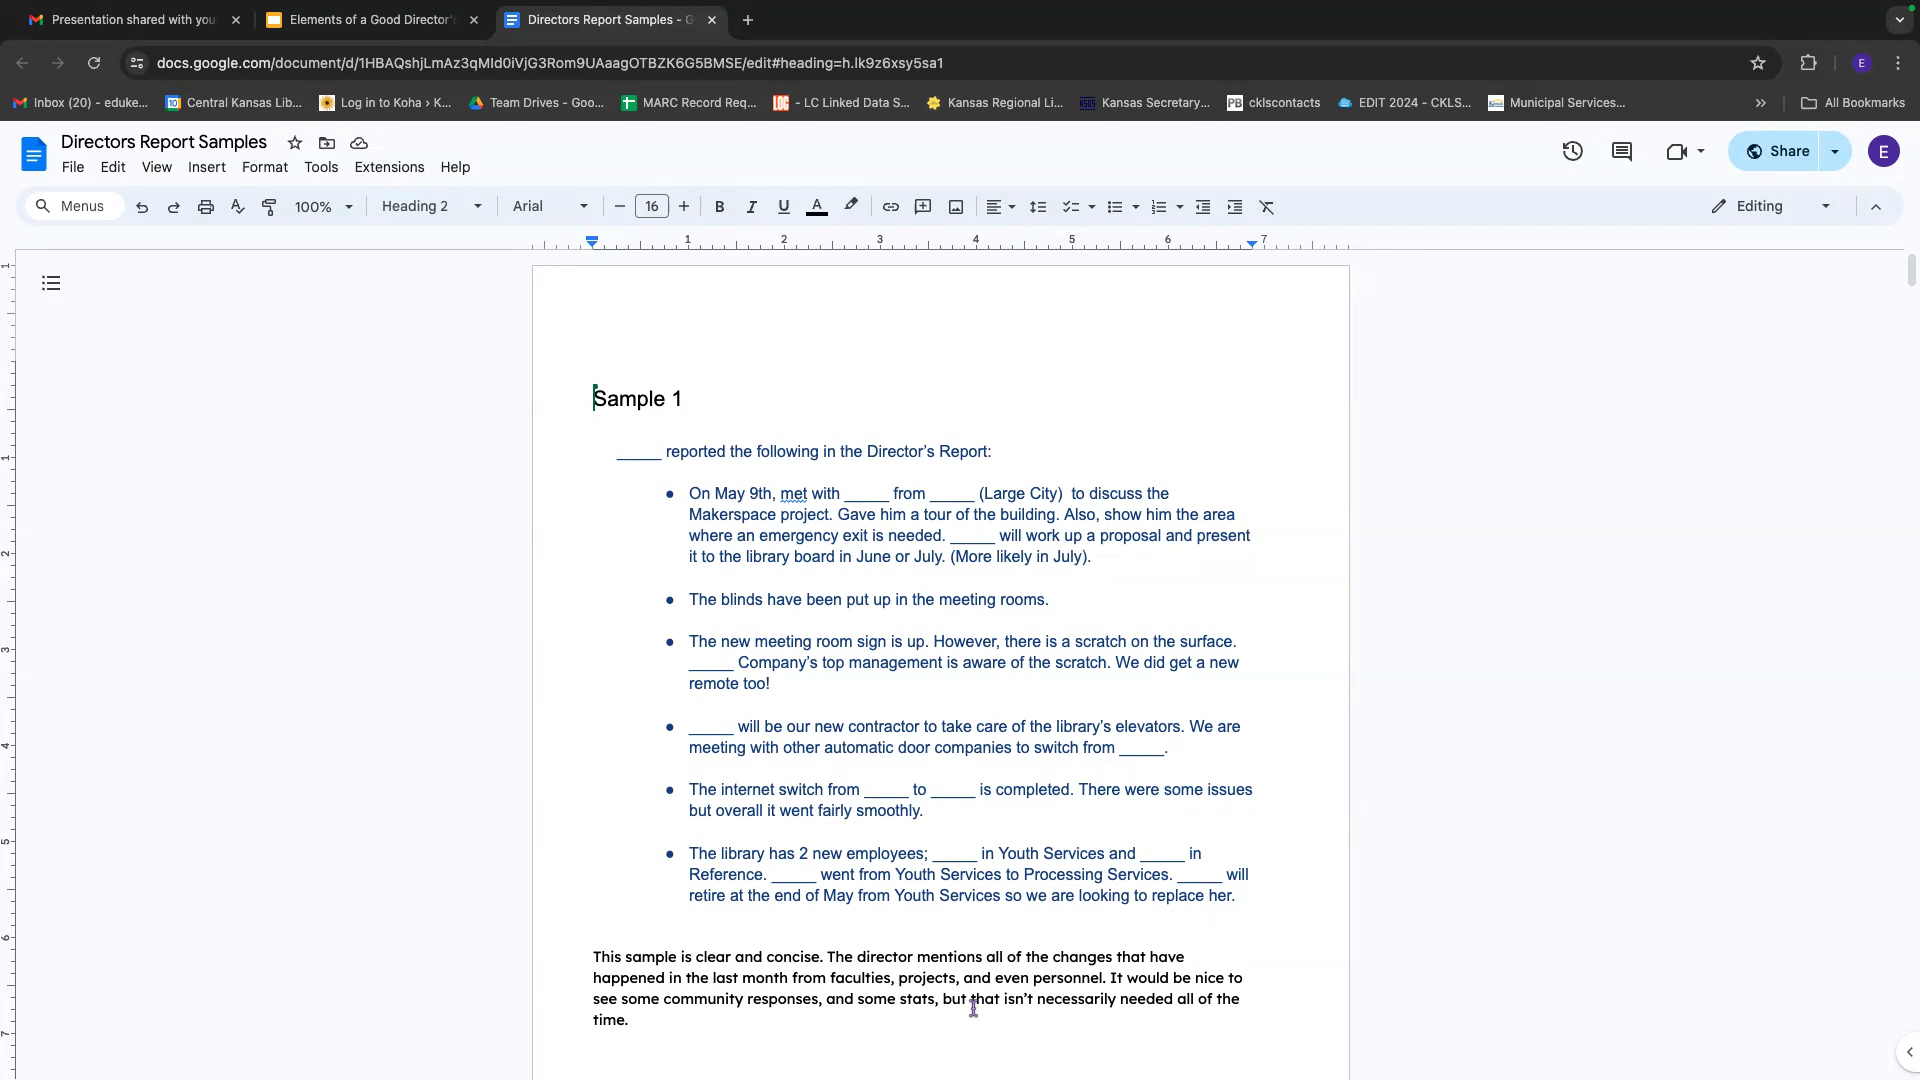 Presentation shared with you
Elements of a Good Director's
Directors Report Samples - G
docs.google.com/document/d/1HBAQshjLmAz3qMId0iVjG3Rom9UAaagOTBZK6G5BMSE/edit#heading=h.lk9z6xsy5sa1
E
Inbox (20) - eduke...
Central Kansas Lib...
Log in to Koha › K...
Team Drives - Goo...
MARC Record Req...
- LC Linked Data S...
Kansas Regional Li...
Kansas Secretary...
cklscontacts
EDIT 2024 - CKLS...
Municipal Services...
All Bookmarks
Directors Report Samples
File Edit View Insert Format Tools Extensions Help
Share
E
Menus
100%
Heading 2
Arial
16
Editing
1 2 3 4 5 6 7
Sample 1
_____ reported the following in the Director's Report:
● On May 9th, met with _____ from _____ (Large City) to discuss the
Makerspace project. Gave him a tour of the building. Also, show him the area
where an emergency exit is needed. _____ will work up a proposal and present
it to the library board in June or July. (More likely in July).
● The blinds have been put up in the meeting rooms.
● The new meeting room sign is up. However, there is a scratch on the surface.
_____ Company's top management is aware of the scratch. We did get a new
remote too!
● _____ will be our new contractor to take care of the library's elevators. We are
meeting with other automatic door companies to switch from _____.
● The internet switch from _____ to _____ is completed. There were some issues
but overall it went fairly smoothly.
● The library has 2 new employees; _____ in Youth Services and _____ in
Reference. _____ went from Youth Services to Processing Services. _____ will
retire at the end of May from Youth Services so we are looking to replace her.
This sample is clear and concise. The director mentions all of the changes that have
happened in the last month from faculties, projects, and even personnel. It would be nice to
see some community responses, and some stats, but that isn't necessarily needed all of the
time.